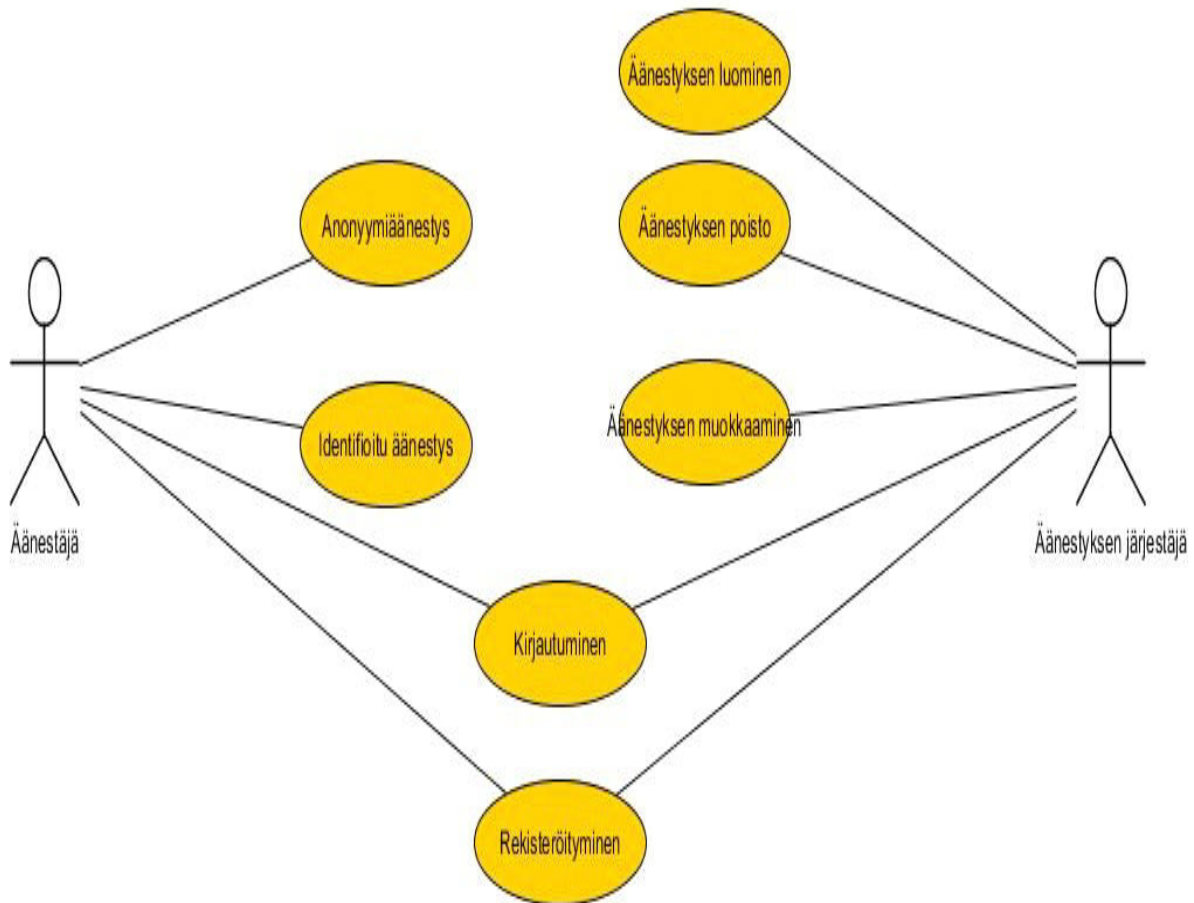 Äänestyksen luominen
Anonyymiäänestys
Äänestyksen poisto
Identifioitu äänestys
Äänestyksen muokkaaminen
Äänestäjä
Äänestyksen järjestäjä
Kirjautuminen
Rekisteröityminen